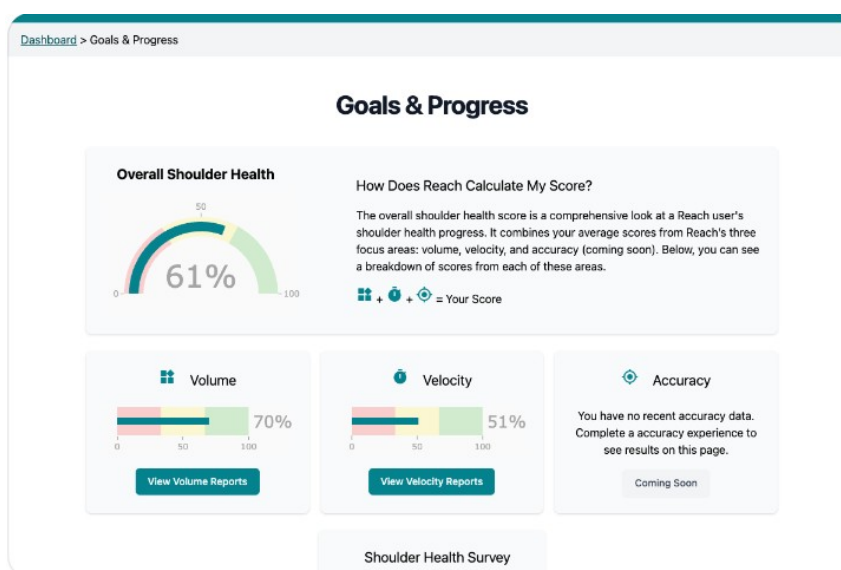 Dashboard > Goals & Progress
Goals & Progress
Overall Shoulder Health
50
61%
0
100
How Does Reach Calculate My Score?
The overall shoulder health score is a comprehensive look at a Reach user's
shoulder health progress. It combines your average scores from Reach's three
focus areas: volume, velocity, and accuracy (coming soon). Below, you can see
a breakdown of scores from each of these areas.
+ + = Your Score
Volume
70%
0 50 100
View Volume Reports
Velocity
51%
0 50 100
View Velocity Reports
Accuracy
You have no recent accuracy data.
Complete a accuracy experience to
see results on this page.
Coming Soon
Shoulder Health Survey